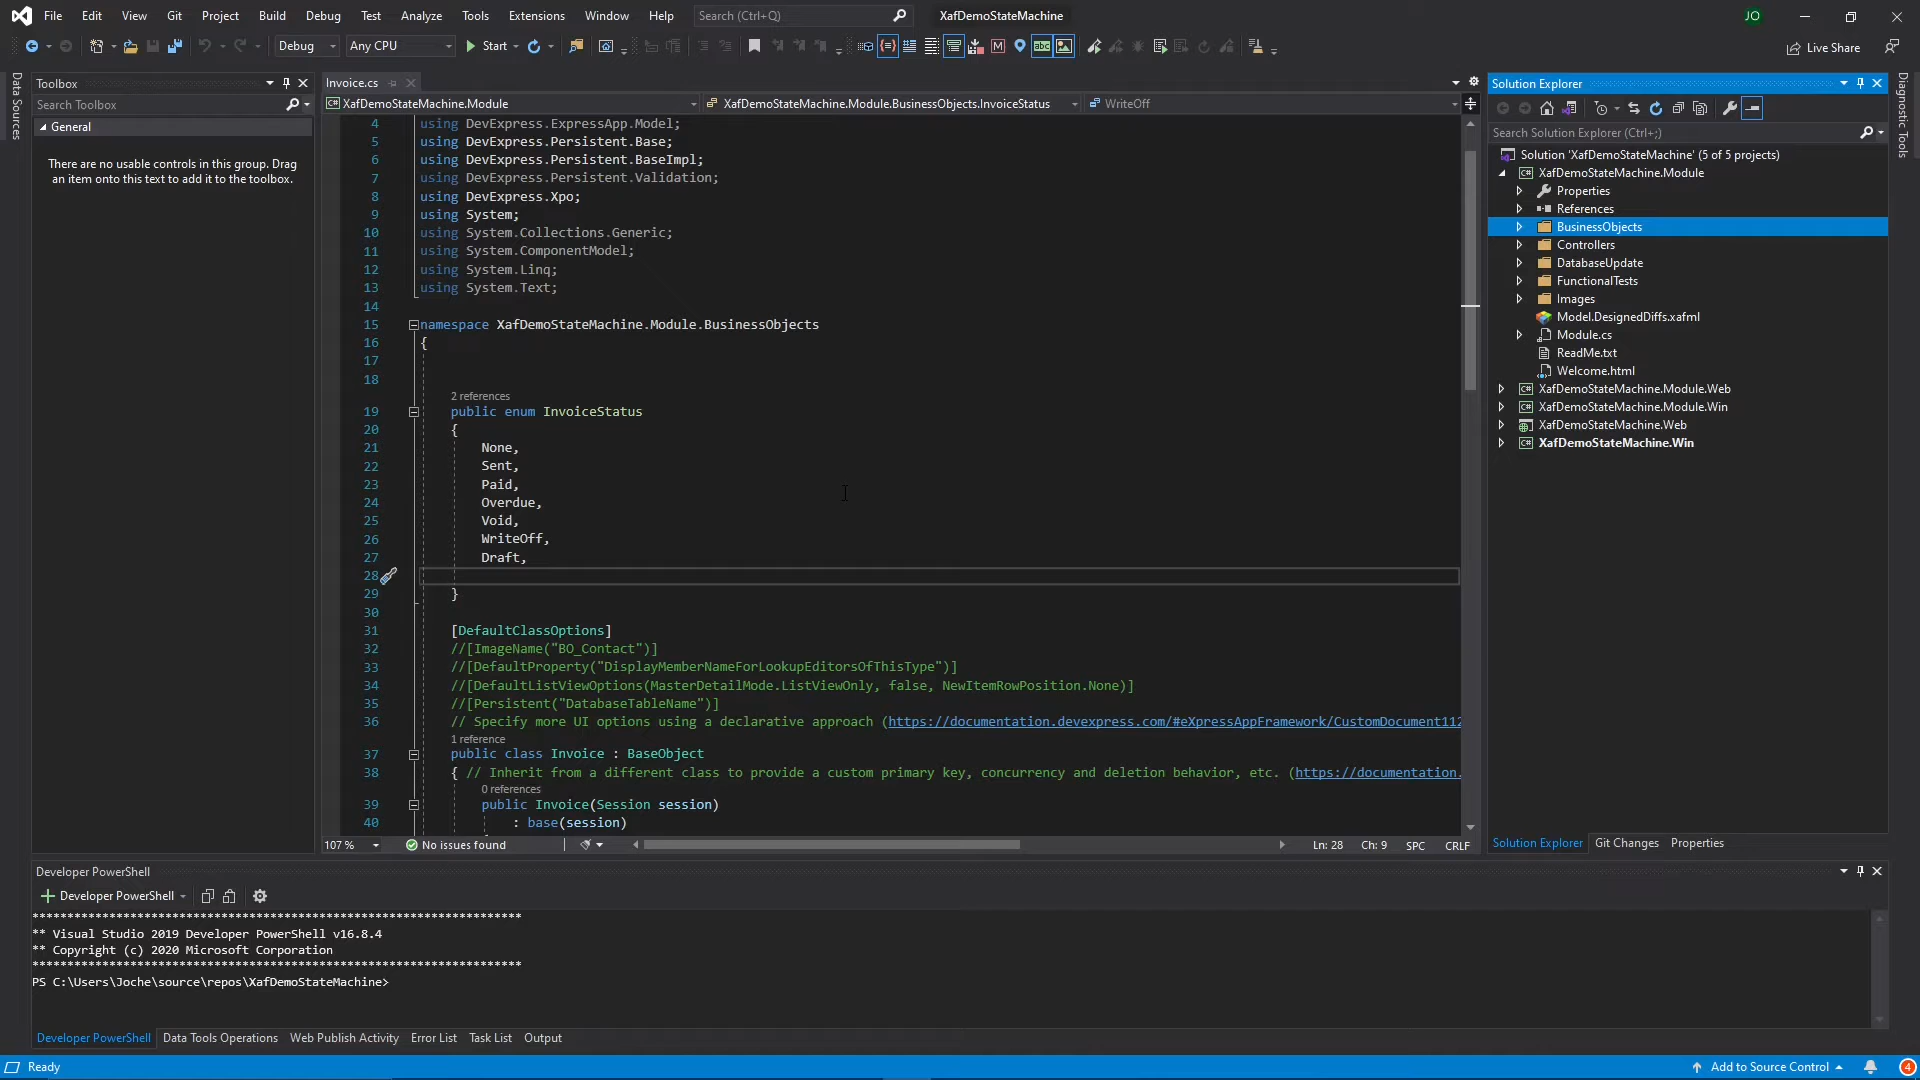 File Edit View Git Project Build Debug Test Analyze Tools Extensions Window Help Search (Ctrl+Q) XafDemoStateMachine JO
Debug Any CPU Start Live Share
Data Sources
Toolbox
Search Toolbox
General
There are no usable controls in this group. Drag
an item onto this text to add it to the toolbox.
Invoice.cs
XafDemoStateMachine.Module XafDemoStateMachine.Module.BusinessObjects.InvoiceStatus WriteOff
4 using DevExpress.ExpressApp.Model;
5 using DevExpress.Persistent.Base;
6 using DevExpress.Persistent.BaseImpl;
7 using DevExpress.Persistent.Validation;
8 using DevExpress.Xpo;
9 using System;
10 using System.Collections.Generic;
11 using System.ComponentModel;
12 using System.Linq;
13 using System.Text;
14
15 namespace XafDemoStateMachine.Module.BusinessObjects
16 {
17
18
2 references
19 public enum InvoiceStatus
20 {
21 None,
22 Sent,
23 Paid,
24 Overdue,
25 Void,
26 WriteOff,
27 Draft,
28
29 }
30
31 [DefaultClassOptions]
32 //[ImageName("BO_Contact")]
33 //[DefaultProperty("DisplayMemberNameForLookupEditorsOfThisType")]
34 //[DefaultListViewOptions(MasterDetailMode.ListViewOnly, false, NewItemRowPosition.None)]
35 //[Persistent("DatabaseTableName")]
36 // Specify more UI options using a declarative approach (https://documentation.devexpress.com/#eXpressAppFramework/CustomDocument112
1 reference
37 public class Invoice : BaseObject
38 { // Inherit from a different class to provide a custom primary key, concurrency and deletion behavior, etc. (https://documentation.
0 references
39 public Invoice(Session session)
40 : base(session)
107 % No issues found Ln: 28 Ch: 9 SPC CRLF
Solution Explorer
Search Solution Explorer (Ctrl+;)
Solution 'XafDemoStateMachine' (5 of 5 projects)
XafDemoStateMachine.Module
Properties
References
BusinessObjects
Controllers
DatabaseUpdate
FunctionalTests
Images
Model.DesignedDiffs.xafml
Module.cs
ReadMe.txt
Welcome.html
XafDemoStateMachine.Module.Web
XafDemoStateMachine.Module.Win
XafDemoStateMachine.Web
XafDemoStateMachine.Win
Solution Explorer Git Changes Properties
Diagnostic Tools
Developer PowerShell
Developer PowerShell
**********************************************************************
** Visual Studio 2019 Developer PowerShell v16.8.4
** Copyright (c) 2020 Microsoft Corporation
**********************************************************************
PS C:\Users\Joche\source\repos\XafDemoStateMachine>
Developer PowerShell Data Tools Operations Web Publish Activity Error List Task List Output
Ready Add to Source Control 4